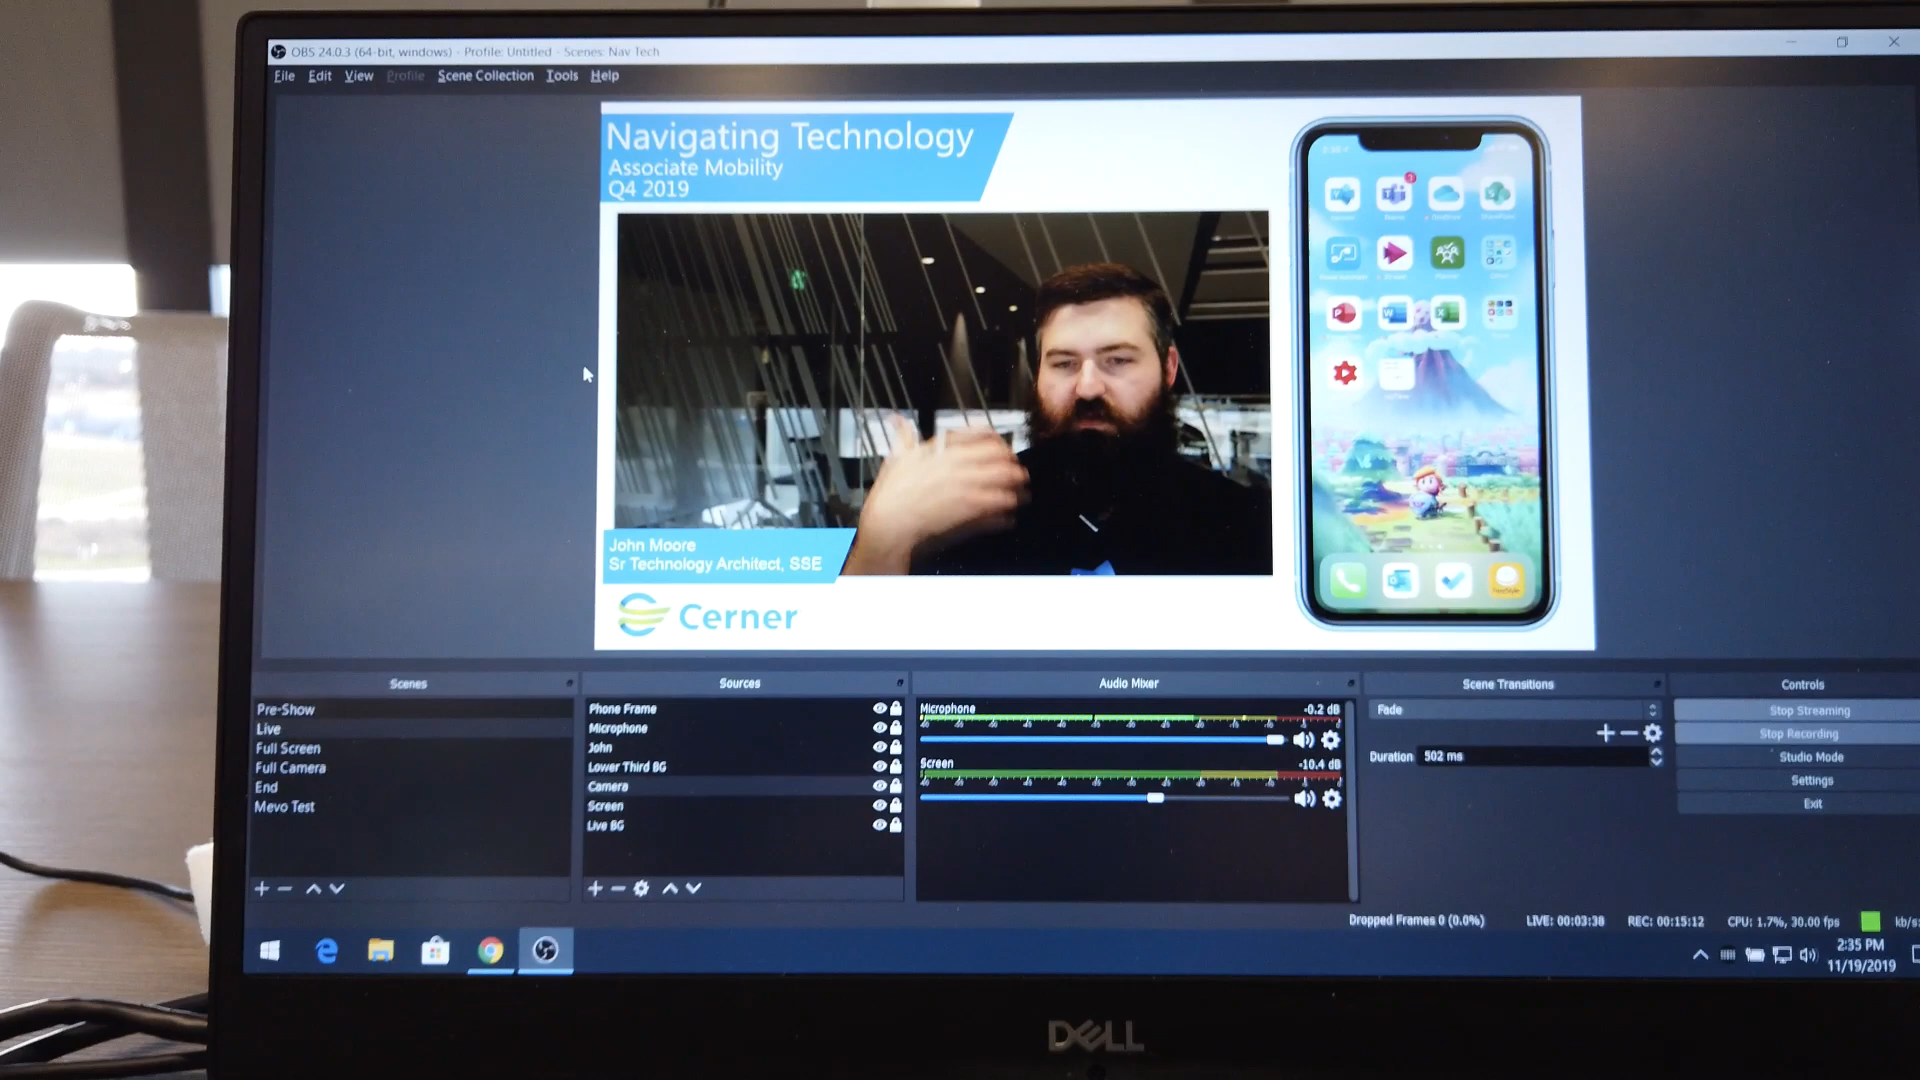 OBS 24.0.3 (64-bit, windows) - Profile: Untitled - Scenes: Nav Tech
File Edit View Profile Scene Collection Tools Help
Navigating Technology
Associate Mobility
Q4 2019
John Moore
Sr Technology Architect, SSE
Cerner
Scenes
Pre-Show
Live
Full Screen
Full Camera
End
Mevo Test
Sources
Phone Frame
Microphone
John
Lower Third BG
Camera
Screen
Live BG
Audio Mixer
Microphone -0.2 dB
Screen -10.4 dB
Scene Transitions
Fade
Duration 502 ms
Controls
Stop Streaming
Stop Recording
Studio Mode
Settings
Exit
Dropped Frames 0 (0.0%) LIVE: 00:03:38 REC: 00:15:12 CPU: 1.7%, 30.00 fps
2:35 PM
11/19/2019
DELL